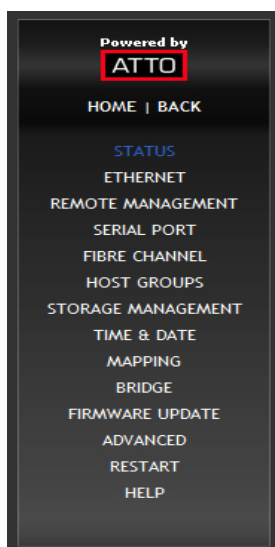 Powered by
ATTO
HOME | BACK
STATUS
ETHERNET
REMOTE MANAGEMENT
SERIAL PORT
FIBRE CHANNEL
HOST GROUPS
STORAGE MANAGEMENT
TIME & DATE
MAPPING
BRIDGE
FIRMWARE UPDATE
ADVANCED
RESTART
HELP